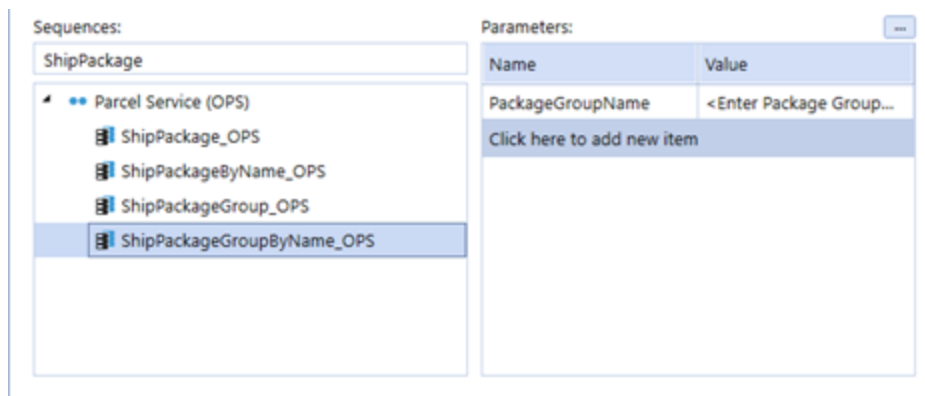 Sequences:
ShipPackage
Parcel Service (OPS)
ShipPackage_OPS
ShipPackageByName_OPS
ShipPackageGroup_OPS
ShipPackageGroupByName_OPS
Parameters:
...
Name Value
PackageGroupName <Enter Package Group...
Click here to add new item